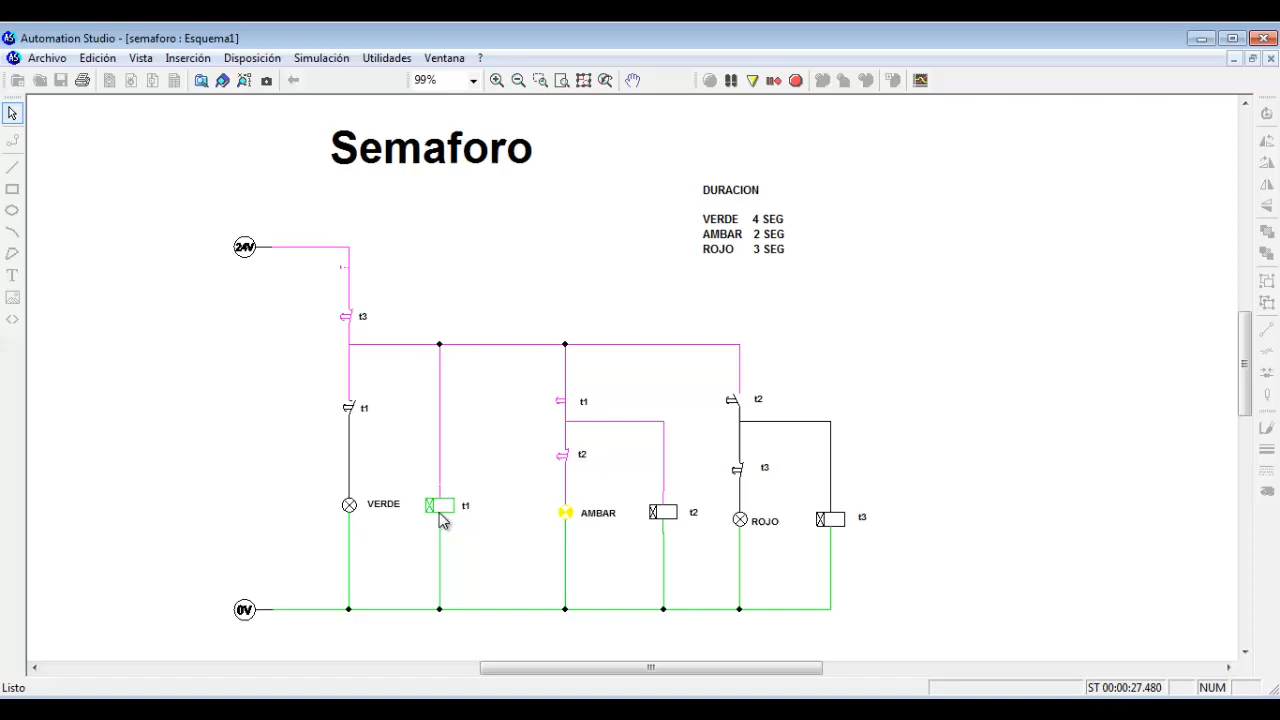 Automation Studio - [semaforo : Esquema1]
Archivo Edición Vista Inserción Disposición Simulación Utilidades Ventana ?
99%
Semaforo
DURACION
VERDE 4 SEG
AMBAR 2 SEG
ROJO 3 SEG
24V
t3
t1
t1
t2
t2
t3
VERDE
t1
AMBAR
t2
ROJO
t3
0V
Listo
ST 00:00:27.480
NUM